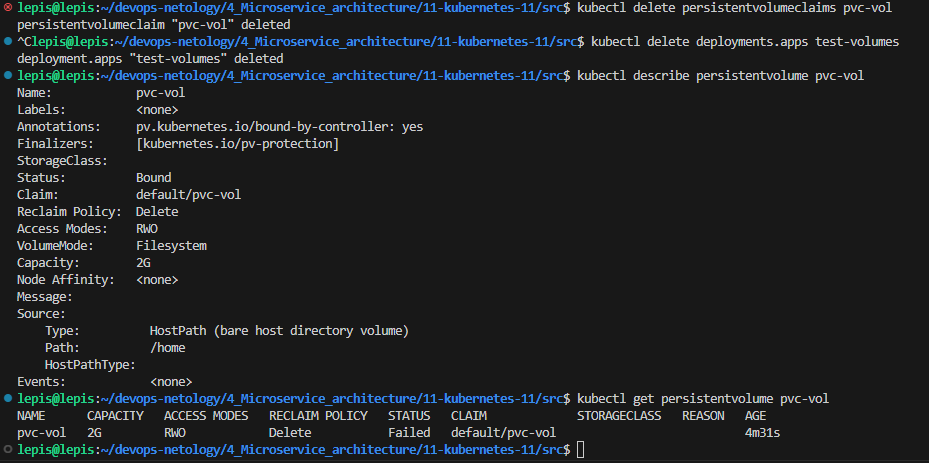 lepis@lepis:~/devops-netology/4_Microservice_architecture/11-kubernetes-11/src$ kubectl delete persistentvolumeclaims pvc-vol
persistentvolumeclaim "pvc-vol" deleted
^Clepis@lepis:~/devops-netology/4_Microservice_architecture/11-kubernetes-11/src$ kubectl delete deployments.apps test-volumes
deployment.apps "test-volumes" deleted
lepis@lepis:~/devops-netology/4_Microservice_architecture/11-kubernetes-11/src$ kubectl describe persistentvolume pvc-vol
Name:            pvc-vol
Labels:          <none>
Annotations:     pv.kubernetes.io/bound-by-controller: yes
Finalizers:      [kubernetes.io/pv-protection]
StorageClass:
Status:          Bound
Claim:           default/pvc-vol
Reclaim Policy:  Delete
Access Modes:    RWO
VolumeMode:      Filesystem
Capacity:        2G
Node Affinity:   <none>
Message:
Source:
    Type:          HostPath (bare host directory volume)
    Path:          /home
    HostPathType:
Events:            <none>
lepis@lepis:~/devops-netology/4_Microservice_architecture/11-kubernetes-11/src$ kubectl get persistentvolume pvc-vol
NAME      CAPACITY   ACCESS MODES   RECLAIM POLICY   STATUS   CLAIM             STORAGECLASS   REASON   AGE
pvc-vol   2G         RWO            Delete           Failed   default/pvc-vol                           4m31s
lepis@lepis:~/devops-netology/4_Microservice_architecture/11-kubernetes-11/src$